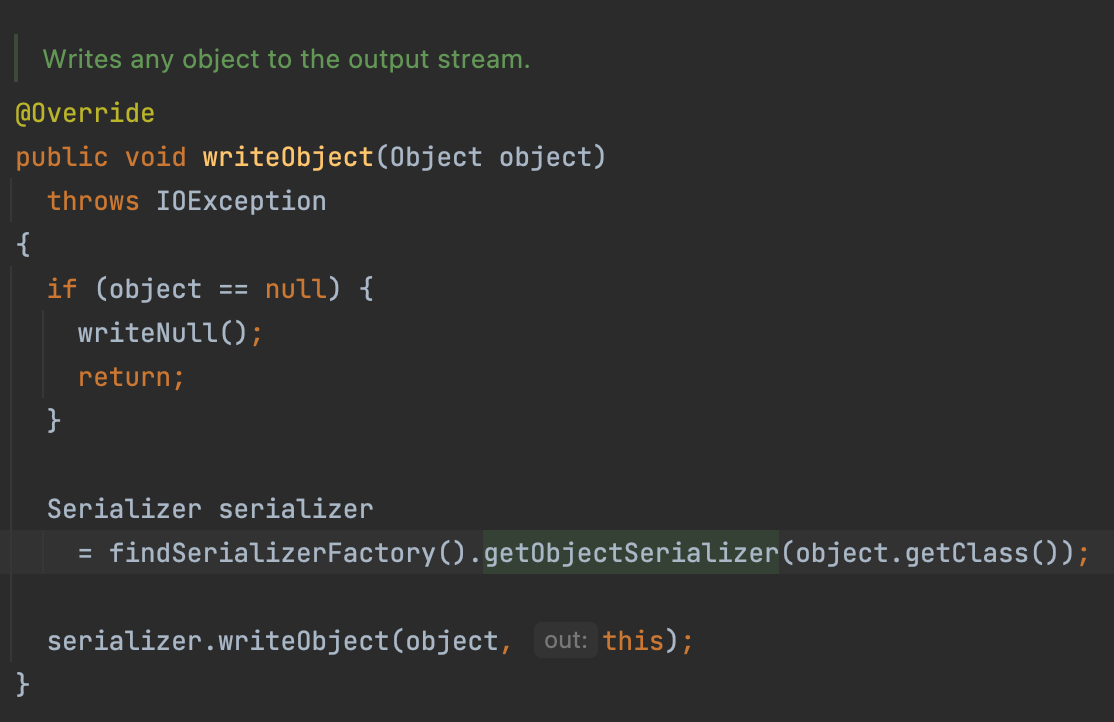 Writes any object to the output stream.
@Override
public void writeObject(Object object)
throws IOException
{
if (object == null) {
writeNull();
return;
}
Serializer serializer
= findSerializerFactory().getObjectSerializer(object.getClass());
serializer.writeObject(object, out: this);
}